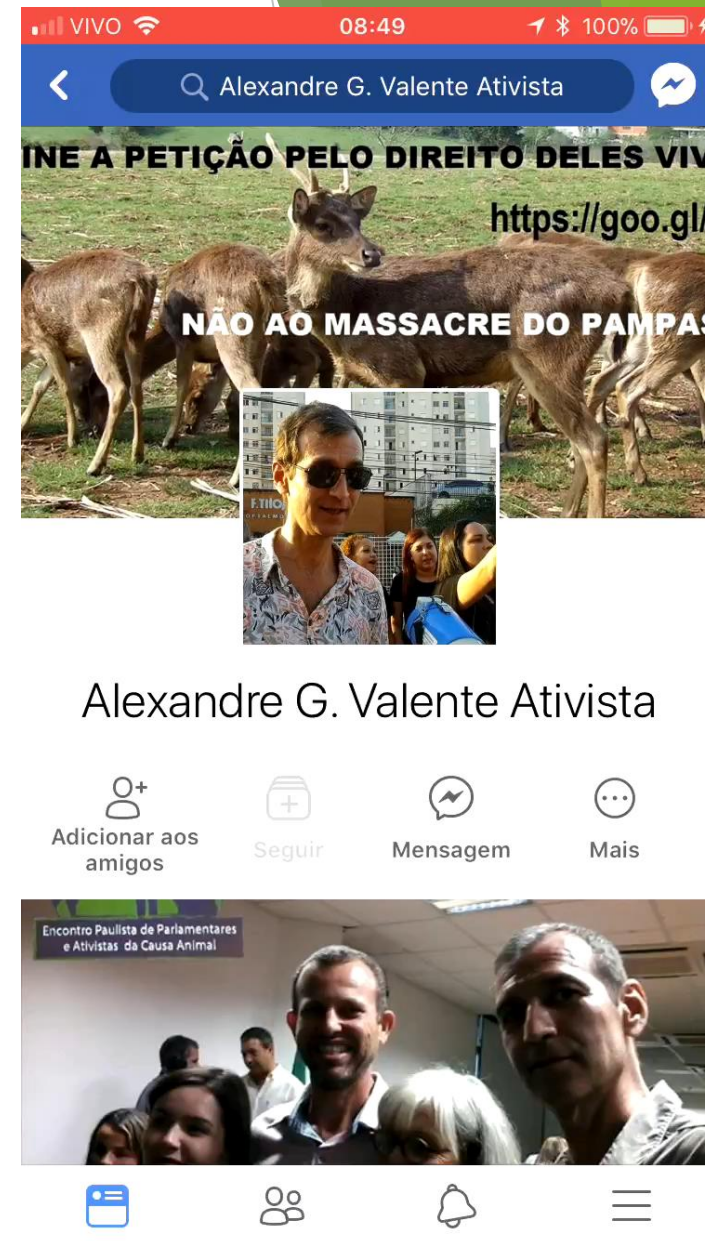 VIVO 08:49 100%
Alexandre G. Valente Ativista
INE A PETIÇÃO PELO DIREITO DELES VIV
https://goo.gl/
NÃO AO MASSACRE DO PAMPAS
Alexandre G. Valente Ativista
Adicionar aos
amigos
Seguir
Mensagem
Mais
Encontro Paulista de Parlamentares
e Ativistas da Causa Animal